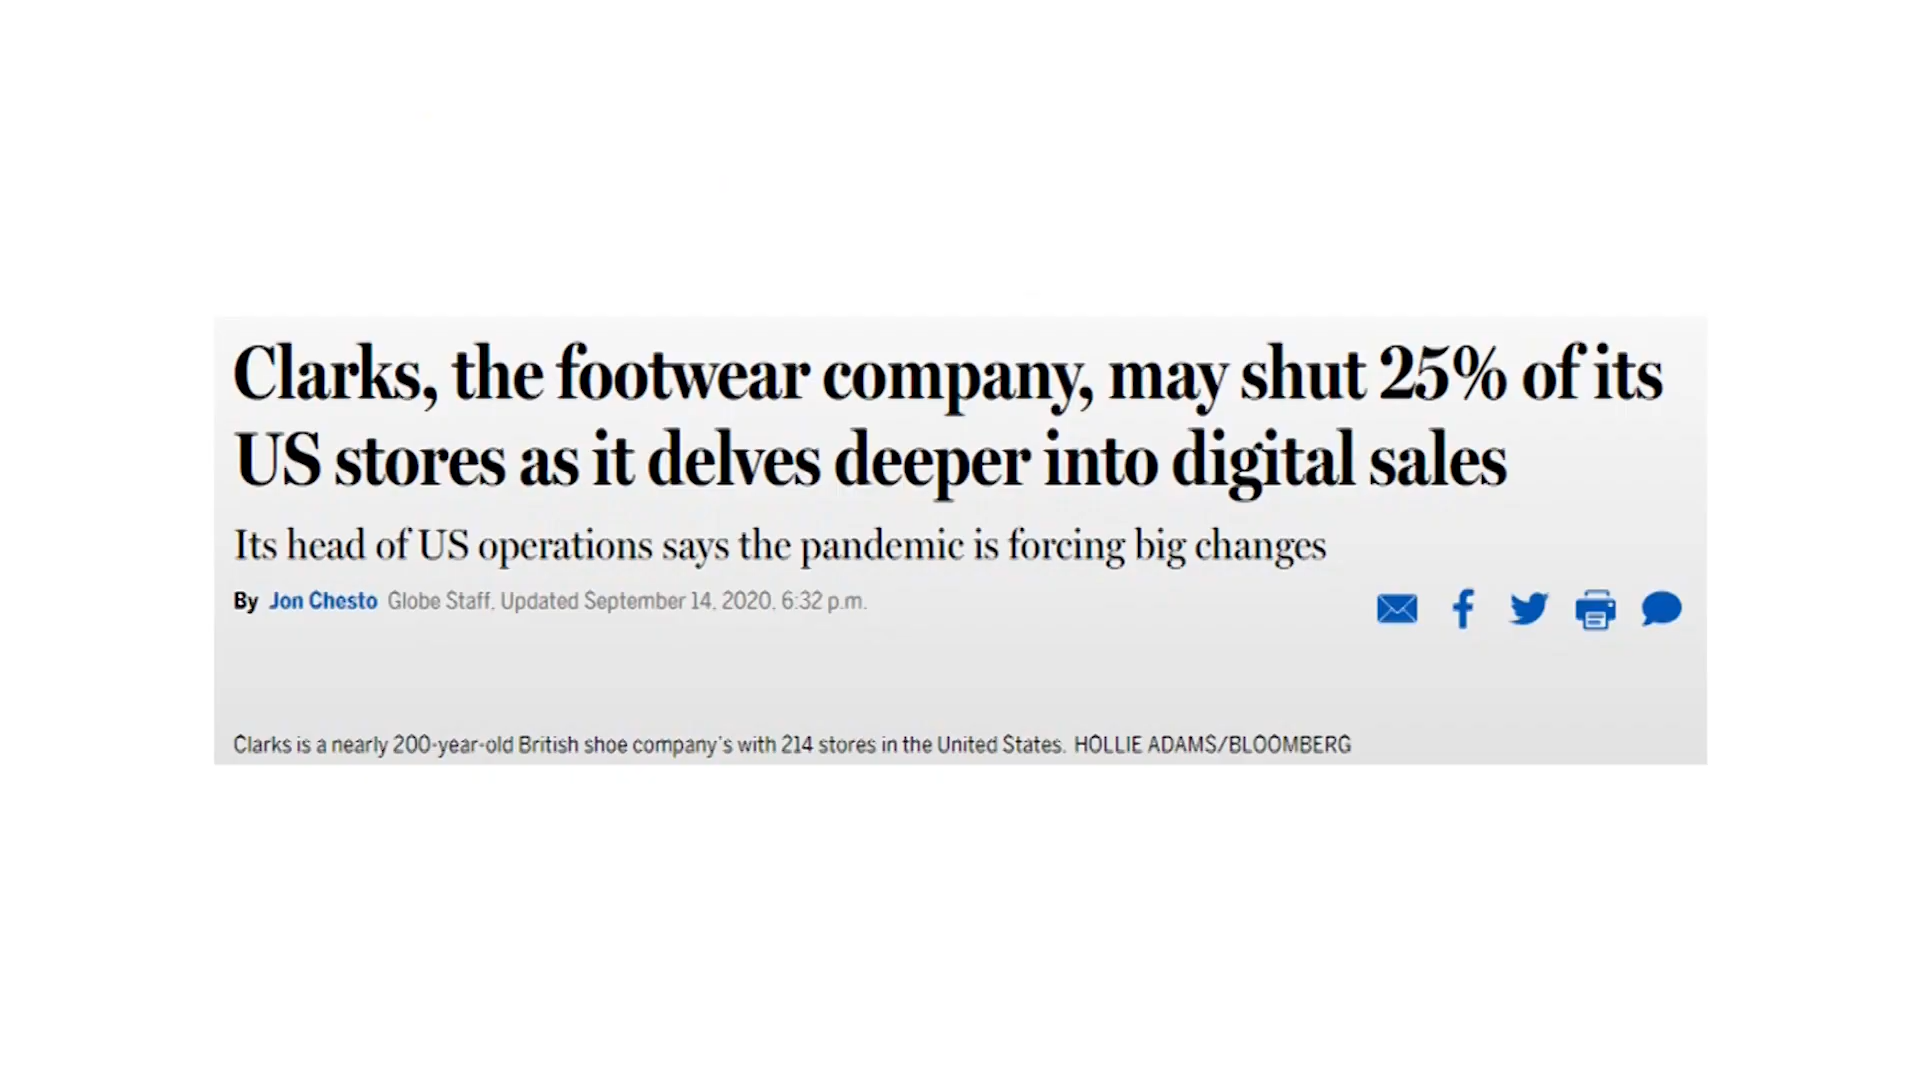 Clarks, the footwear company, may shut 25% of its
US stores as it delves deeper into digital sales
Its head of US operations says the pandemic is forcing big changes
By Jon Chesto Globe Staff, Updated September 14, 2020, 6:32 p.m.
Clarks is a nearly 200-year-old British shoe company's with 214 stores in the United States. HOLLIE ADAMS/BLOOMBERG